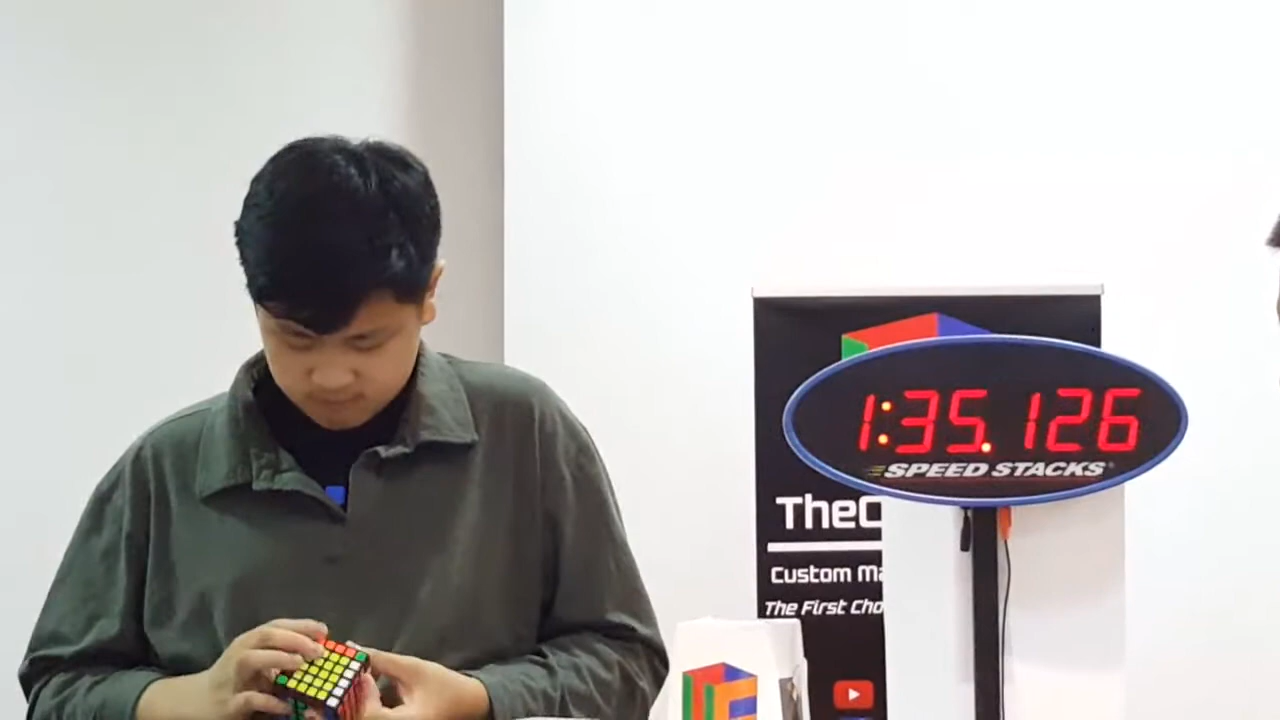 1:35.126
SPEED STACKS
TheC
Custom Ma
The First Cho